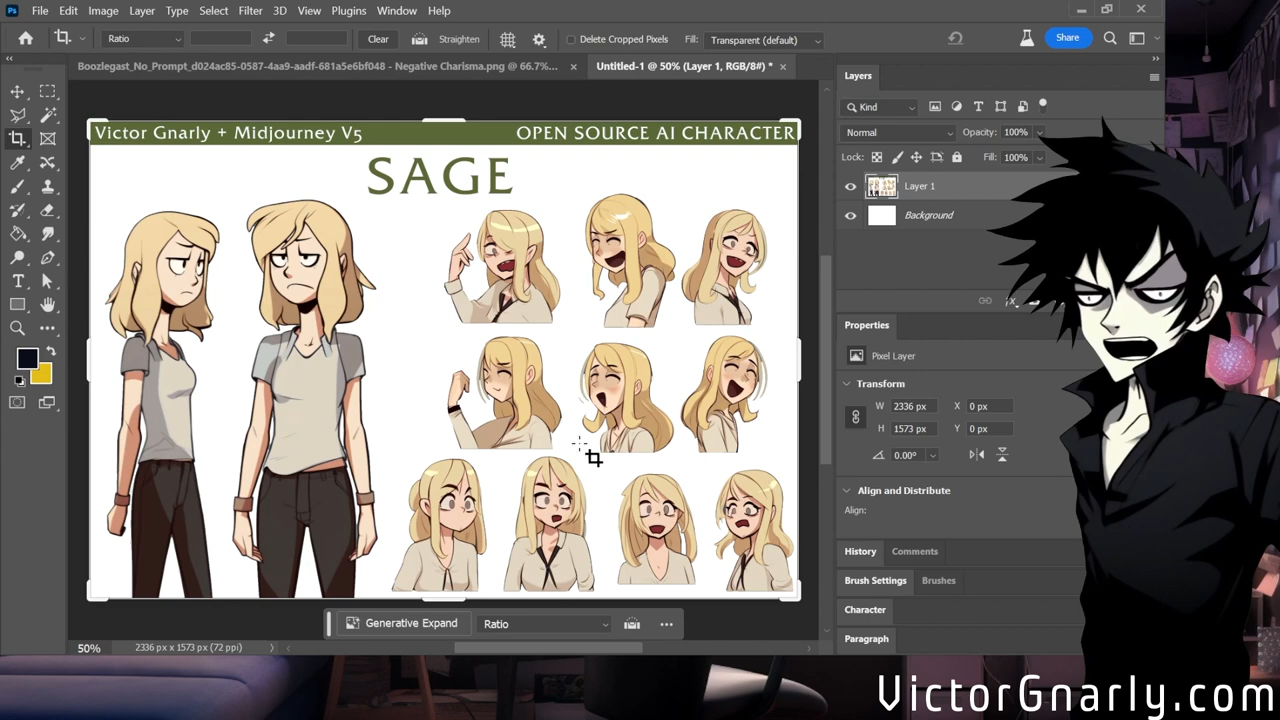 Ps File Edit Image Layer Type Select Filter 3D View Plugins Window Help
Ratio Clear Straighten Delete Cropped Pixels Fill: Transparent (default) Share
Boozlegast_No_Prompt_d024ac85-0587-4aa9-aadf-681a5e6bf048 - Negative Charisma.png @ 66.7%...
Untitled-1 @ 50% (Layer 1, RGB/8#) *
Victor Gnarly + Midjourney V5
OPEN SOURCE AI CHARACTER
SAGE
Generative Expand Ratio
50% 2336 px x 1573 px (72 ppi)
Layers
Kind
Normal Opacity: 100%
Lock: Fill: 100%
Layer 1
Background
Properties
Pixel Layer
Transform
W 2336 px X 0 px
H 1573 px Y 0 px
0.00°
Align and Distribute
Align:
History Comments
Brush Settings Brushes
Character
Paragraph
VictorGnarly.com